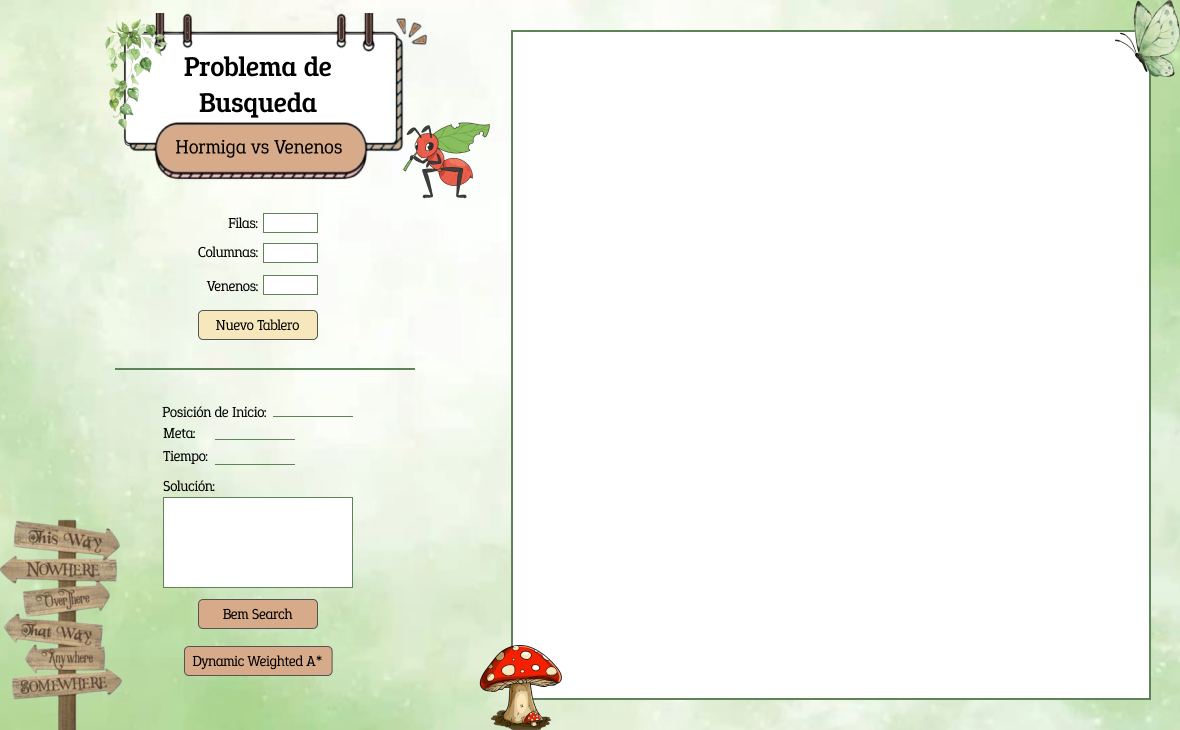 Problema de
Busqueda
Hormiga vs Venenos
Filas:
Columnas:
Venenos:
Nuevo Tablero
Posición de Inicio:
Meta:
Tiempo:
Solución:
Bem Search
Dynamic Weighted A*
This Way
NOWHERE
Over There
That Way
Anywhere
SOMEWHERE